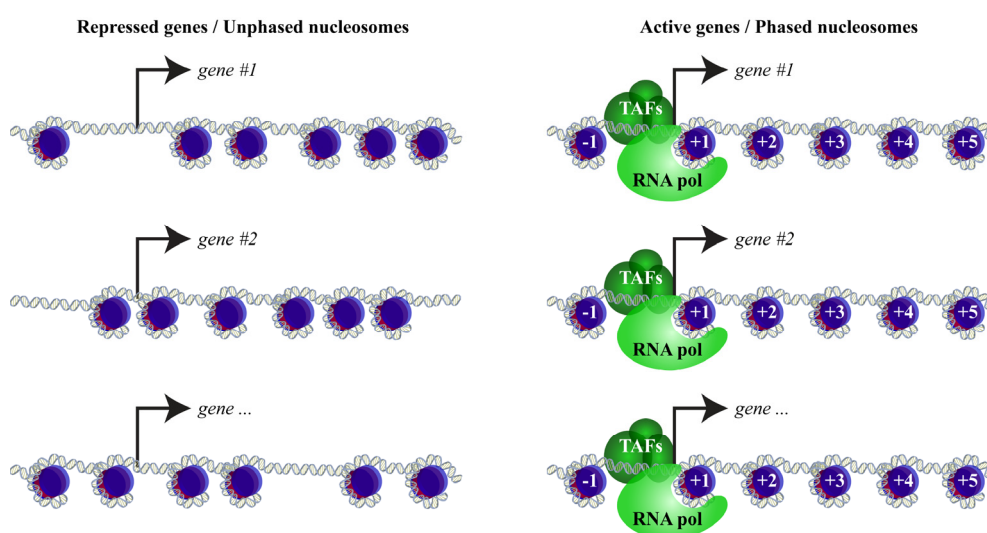 Repressed genes / Unphased nucleosomes
Active genes / Phased nucleosomes
gene #1
gene #1
TAFs
-1
+1
+2
+3
+4
+5
RNA pol
gene #2
gene #2
TAFs
-1
+1
+2
+3
+4
+5
RNA pol
gene ...
gene ...
TAFs
-1
+1
+2
+3
+4
+5
RNA pol